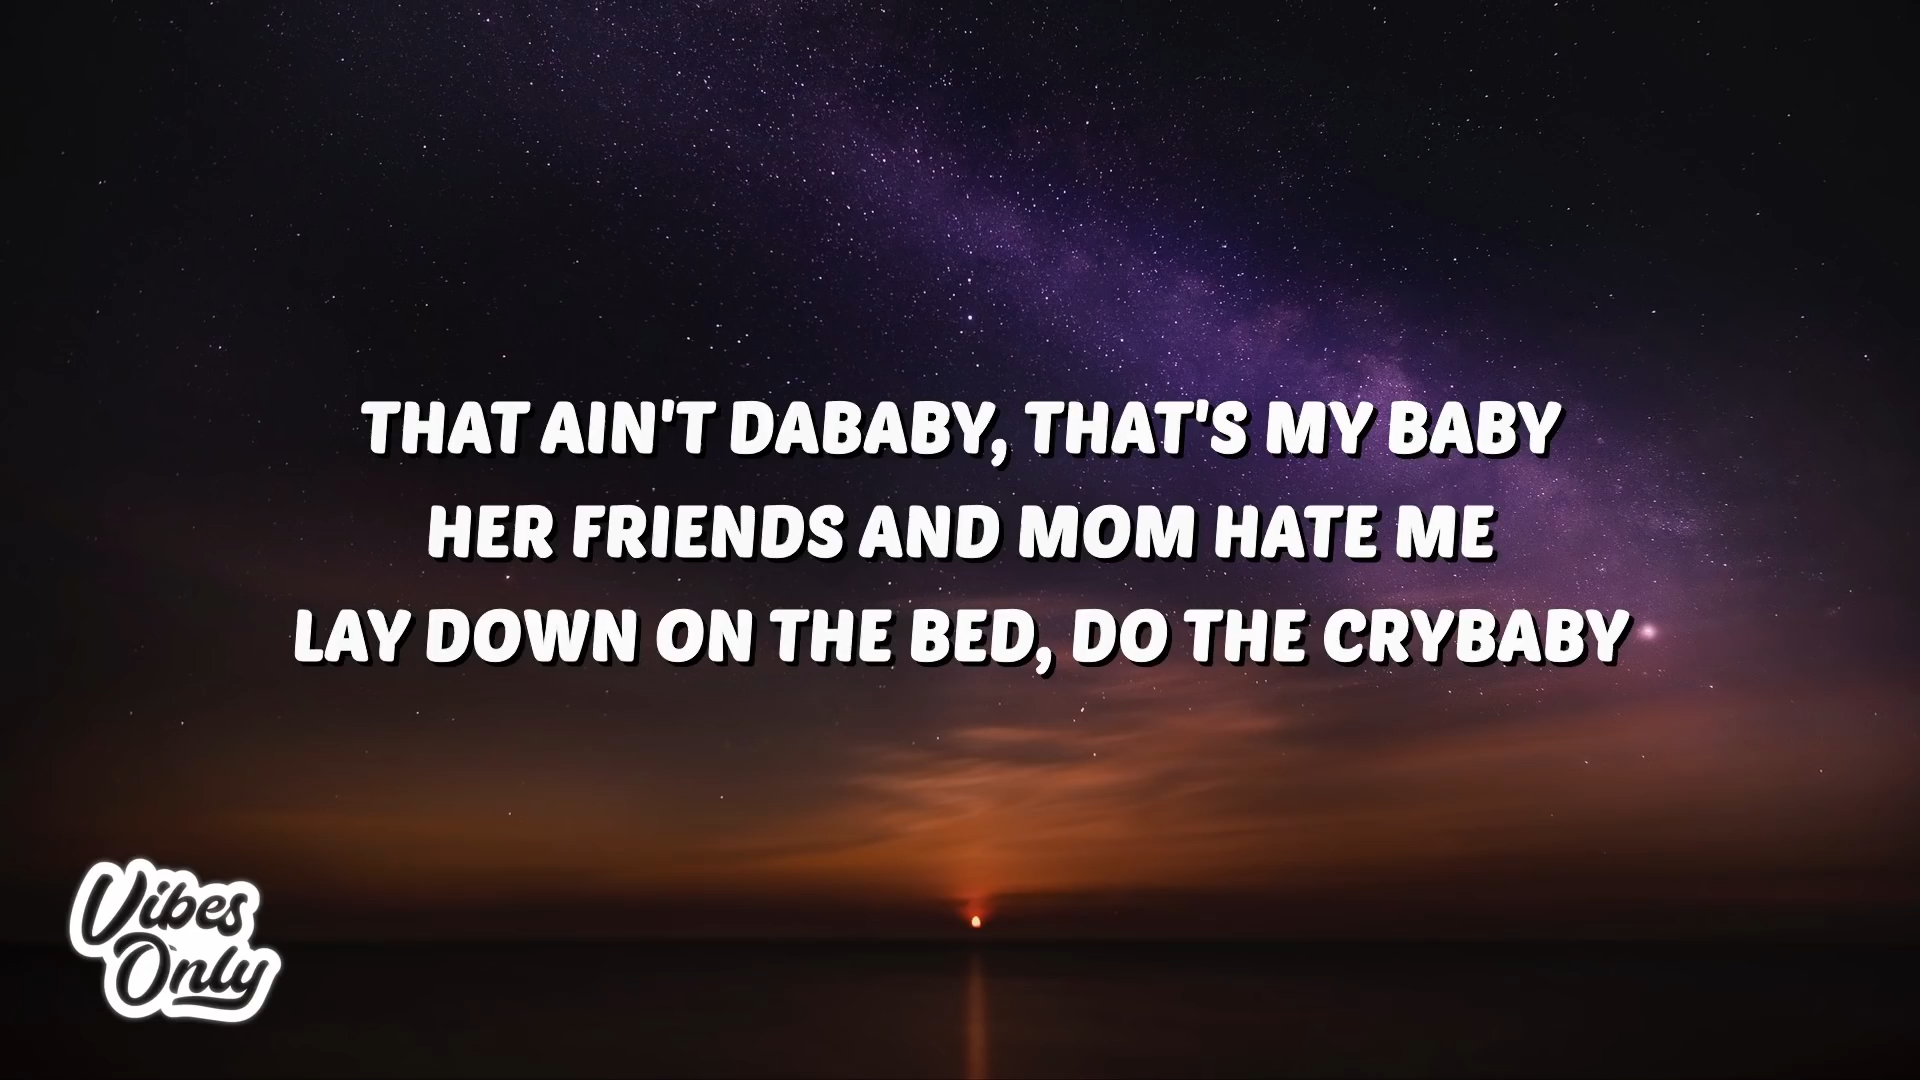 THAT AIN'T DABABY, THAT'S MY BABY
HER FRIENDS AND MOM HATE ME
LAY DOWN ON THE BED, DO THE CRYBABY
Vibes
Only